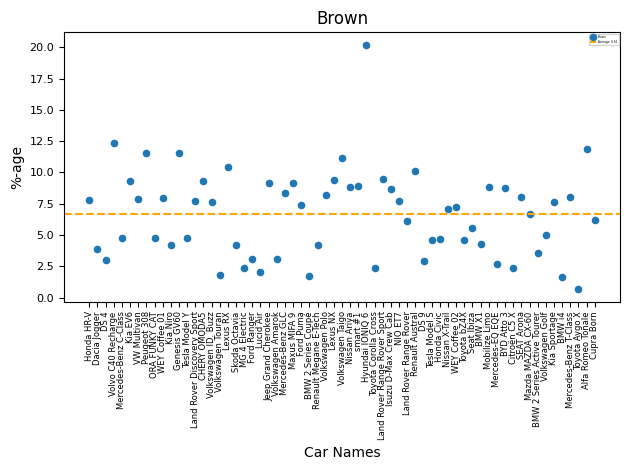 Brown
Brown
20.0
17.5
15.0
12.5
10.0
7.5
5.0
2.5
0.0
%-age
Honda HR-V
Dacia Jogger
DS 4
Volvo C40 Recharge
Mercedes-Benz C-Class
Kia EV6
VW Multivan
Peugeot 308
ORA FUNKY CAT
WEY Coffee 01
Kia Niro
Genesis GV60
Tesla Model Y
Land Rover Discovery Sport
CHERY OMODA5
Volkswagen ID. Buzz
Volkswagen Touran
Lexus RX
Skoda Octavia
MG 4 Electric
Ford Ranger
Lucid Air
Jeep Grand Cherokee
Volkswagen Amarok
Mercedes-Benz GLC
Maxus MIFA 9
Ford Puma
BMW 2 Series Coupé
Renault Megane E-Tech
Volkswagen Polo
Lexus NX
Volkswagen Taigo
Nissan Ariya
smart #1
Hyundai IONIQ 6
Toyota Corolla Cross
Land Rover Range Rover Sport
Isuzu D-Max Crew Cab
NIO ET7
Land Rover Range Rover
Renault Austral
DS 9
Tesla Model S
Honda Civic
Nissan X-Trail
WEY Coffee 02
Toyota bZ4X
Seat Ibiza
BMW X1
Mobilize Limo
Mercedes-EQ EQE
BYD Atto 3
Citroen C5 X
SEAT Arona
Mazda MAZDA CX-60
BMW 2 Series Active Tourer
Volkswagen Golf
Kia Sportage
BMW i4
Mercedes-Benz T-Class
Toyota Aygo X
Alfa Romeo Tonale
Cupra Born
Car Names